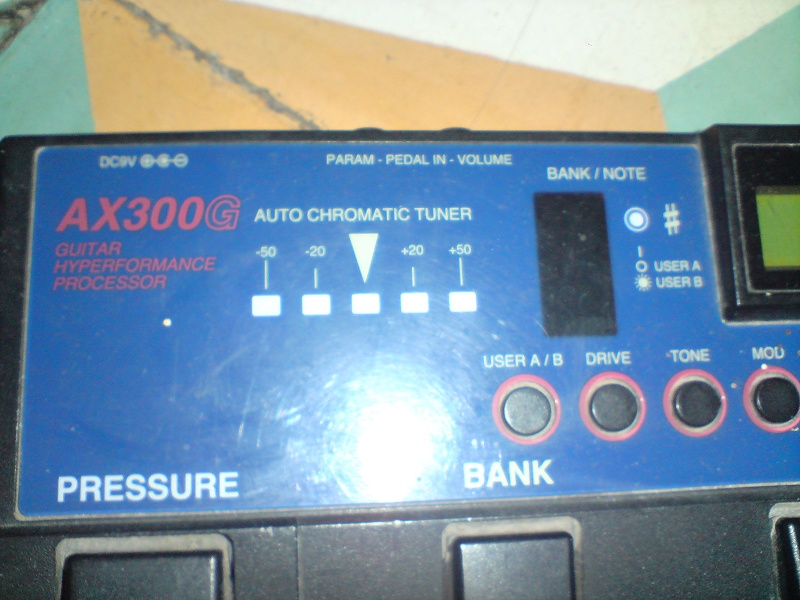 DC9V
PARAM - PEDAL IN - VOLUME
BANK / NOTE
AX300G
AUTO CHROMATIC TUNER
#
GUITAR
HYPERFORMANCE
PROCESSOR
-50 -20 +20 +50
USER A
USER B
USER A / B DRIVE TONE MOD
PRESSURE
BANK